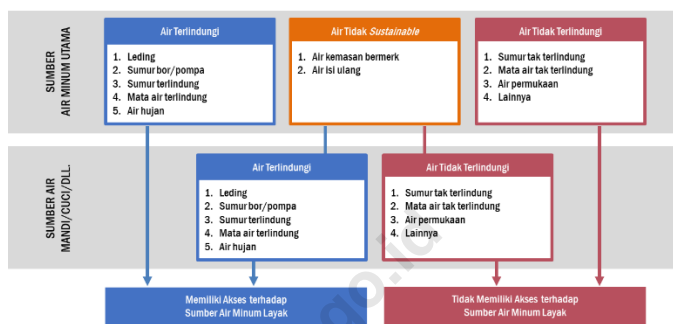 SUMBER
AIR MINUM UTAMA
Air Terlindungi
1. Leding
2. Sumur bor/pompa
3. Sumur terlindung
4. Mata air terlindung
5. Air hujan
Air Tidak Sustainable
1. Air kemasan bermerk
2. Air isi ulang
Air Tak Terlindungi
1. Sumur tak terlindung
2. Mata air tak terlindung
3. Air permukaan
4. Lainnya
SUMBER AIR
MANDI/CUCI/DLL.
Air Terlindungi
1. Leding
2. Sumur bor/pompa
3. Sumur terlindung
4. Mata air terlindung
5. Air hujan
Air Tidak Terlindungi
1. Sumur tak terlindung
2. Mata air tak terlindung
3. Air permukaan
4. Lainnya
Memiliki Akses terhadap
Sumber Air Minum Layak
Tidak Memiliki Akses terhadap
Sumber Air Minum Layak
go.id